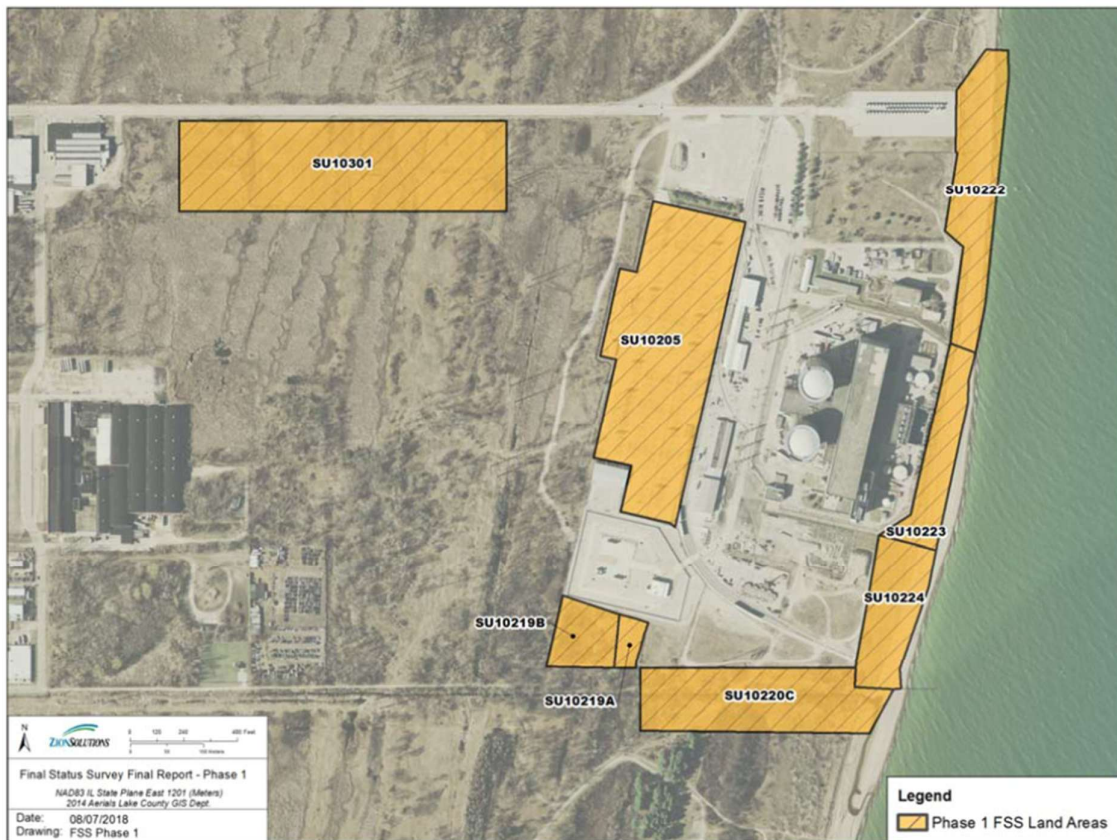 SU10301
SU10222
SU10205
SU10223
SU10224
SU10219B
SU10219A
SU10220C
N
ZIONSOLUTIONS
Final Status Survey Final Report - Phase 1
NAD83 IL State Plane East 1201 (Meters)
2014 Aerials Lake County GIS Dept.
Date: 08/07/2018
Drawing: FSS Phase 1
Legend
Phase 1 FSS Land Areas